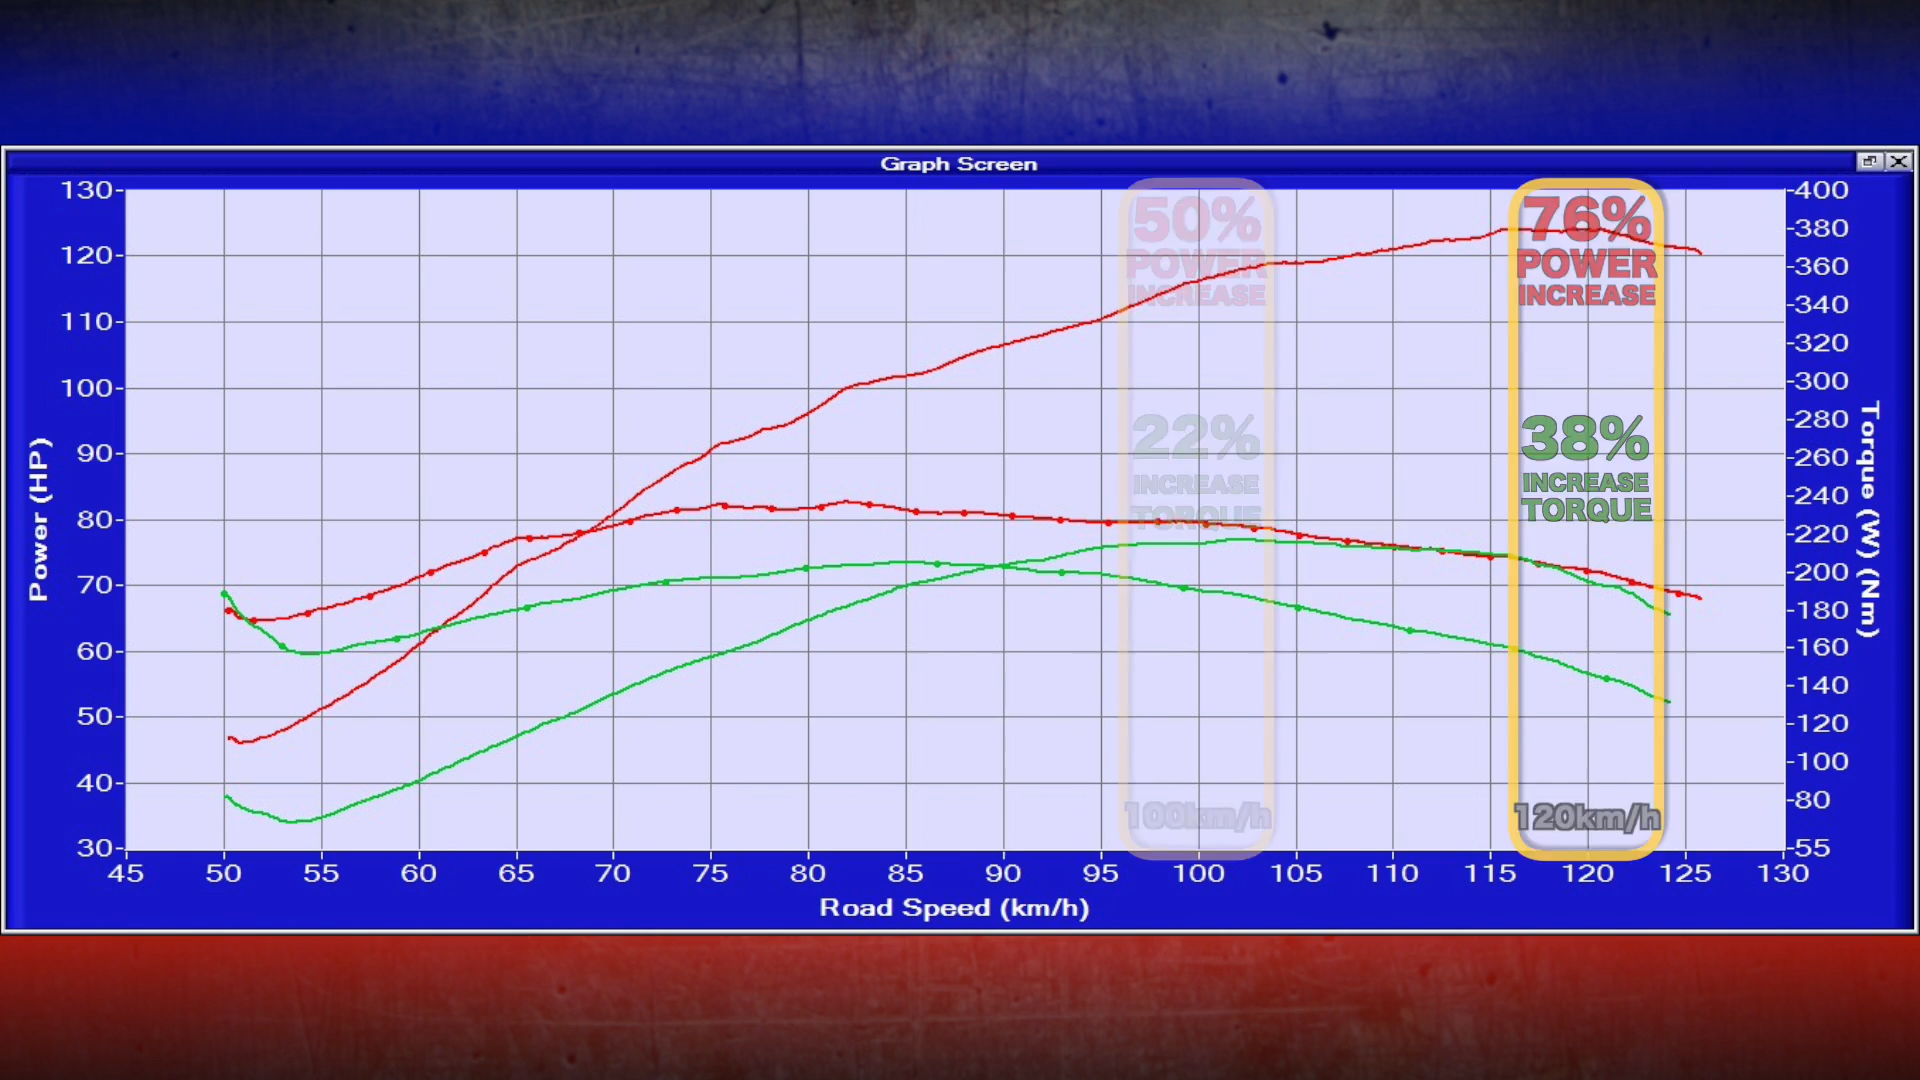 Graph Screen
130
120
110
100
90
80
70
60
50
40
30
Power (HP)
50%
POWER
INCREASE
22%
INCREASE
TORQUE
100km/h
76%
POWER
INCREASE
38%
INCREASE
TORQUE
120km/h
400
380
360
340
320
300
280
260
240
220
200
180
160
140
120
100
80
55
Torque (W) (Nm)
45 50 55 60 65 70 75 80 85 90 95 100 105 110 115 120 125 130
Road Speed (km/h)